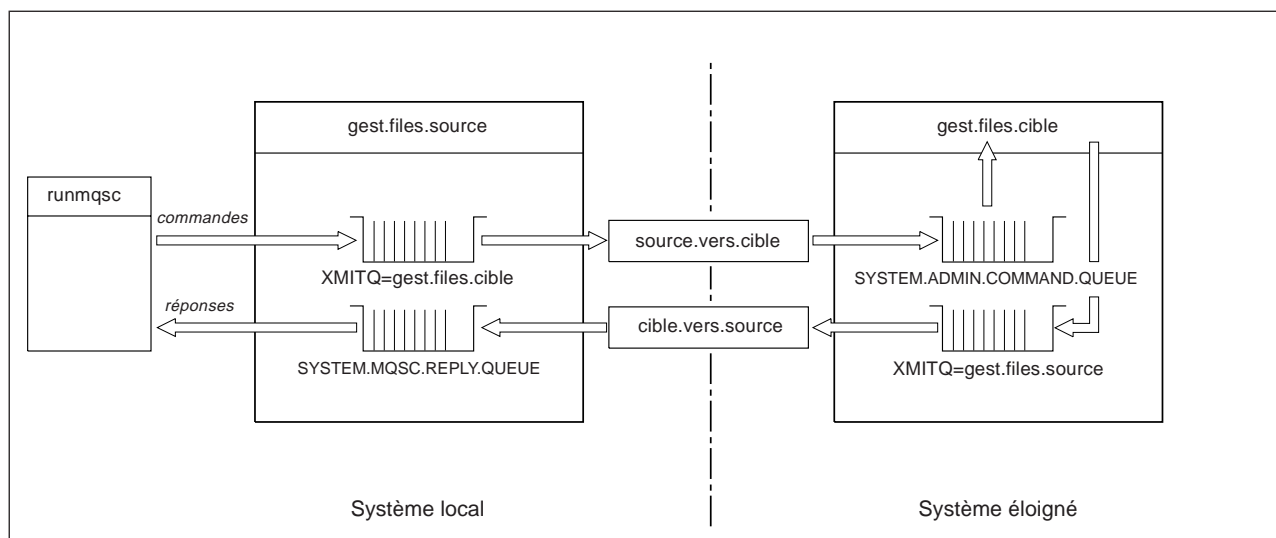 gest.files.source
gest.files.cible
runmqsc
commandes
source.vers.cible
XMITQ=gest.files.cible
SYSTEM.ADMIN.COMMAND.QUEUE
réponses
cible.vers.source
SYSTEM.MQSC.REPLY.QUEUE
XMITQ=gest.files.source
Système local
Système éloigné